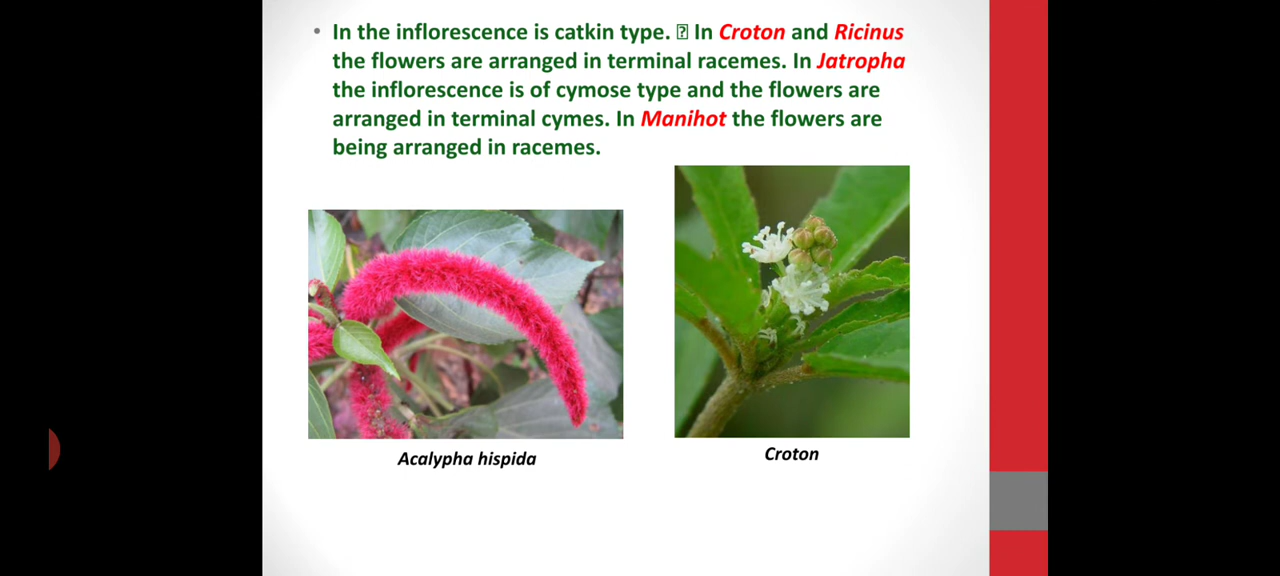 • In the inflorescence is catkin type. ⍰ In Croton and Ricinus
the flowers are arranged in terminal racemes. In Jatropha
the inflorescence is of cymose type and the flowers are
arranged in terminal cymes. In Manihot the flowers are
being arranged in racemes.
Acalypha hispida
Croton